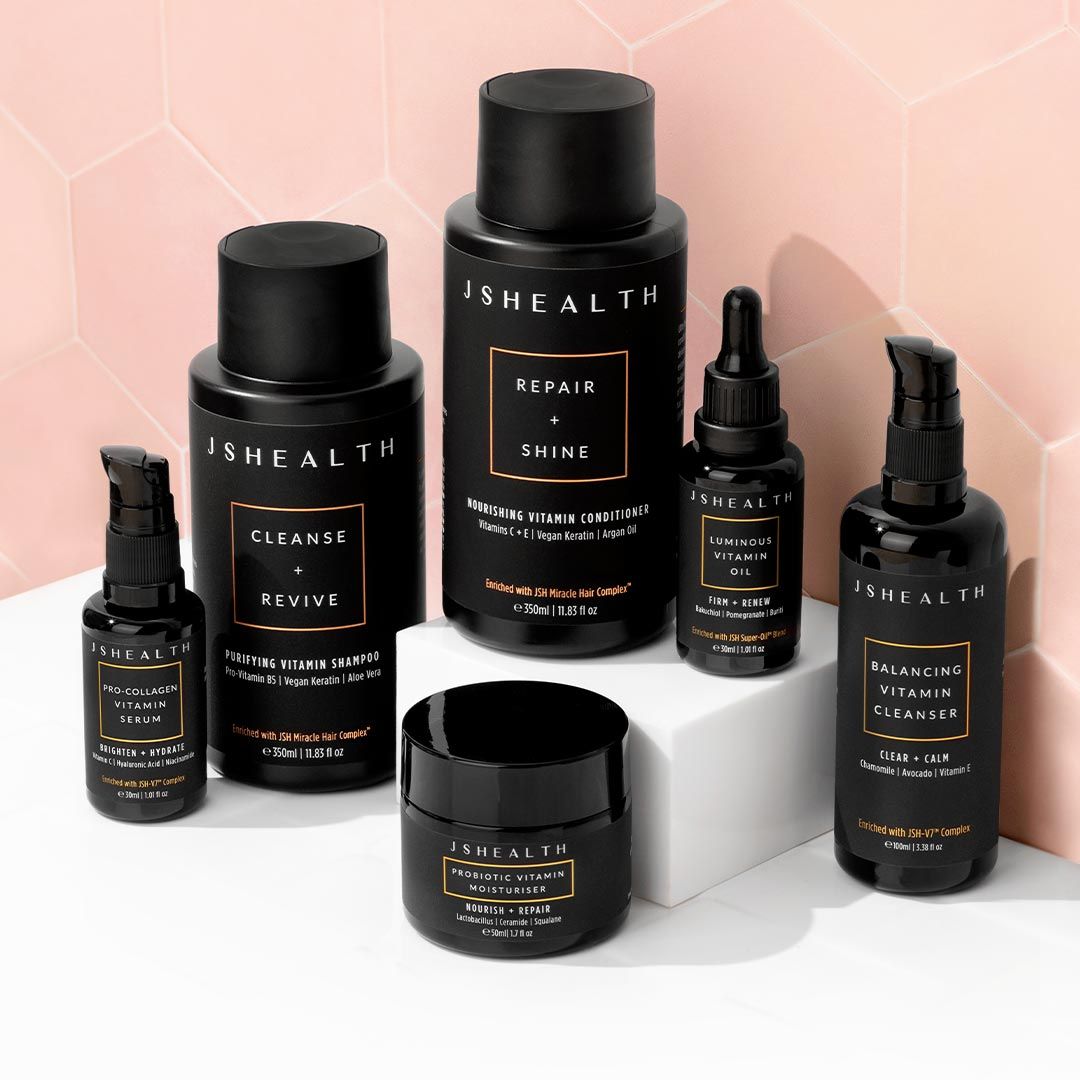 JSHEALTH
PRO-COLLAGEN
VITAMIN
SERUM
BRIGHTEN + HYDRATE
Vitamin C | Hyaluronic Acid | Niacinamide
Enriched with JSH-V7™ Complex
℮30ml | 1.01 fl oz
JSHEALTH
CLEANSE
+
REVIVE
PURIFYING VITAMIN SHAMPOO
Pro-Vitamin B5 | Vegan Keratin | Aloe Vera
Enriched with JSH Miracle Hair Complex™
℮350ml | 11.83 fl oz
JSHEALTH
REPAIR
+
SHINE
NOURISHING VITAMIN CONDITIONER
Vitamins C + E | Vegan Keratin | Argan Oil
Enriched with JSH Miracle Hair Complex™
℮350ml | 11.83 fl oz
JSHEALTH
LUMINOUS
VITAMIN
OIL
FIRM + RENEW
Bakuchiol | Pomegranate | Buriti
Enriched with JSH Super-Oil™ Blend
℮30ml | 1.01 fl oz
JSHEALTH
BALANCING
VITAMIN
CLEANSER
CLEAR + CALM
Chamomile | Avocado | Vitamin E
Enriched with JSH-V7™ Complex
℮100ml | 3.38 fl oz
JSHEALTH
PROBIOTIC VITAMIN
MOISTURISER
NOURISH + REPAIR
Lactobacillus | Ceramide | Squalane
℮50ml | 1.7 fl oz